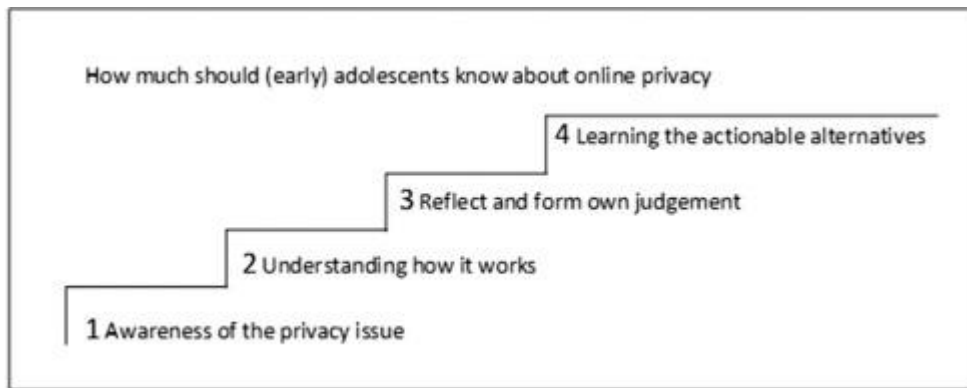 How much should (early) adolescents know about online privacy
4 Learning the actionable alternatives
3 Reflect and form own judgement
2 Understanding how it works
1 Awareness of the privacy issue